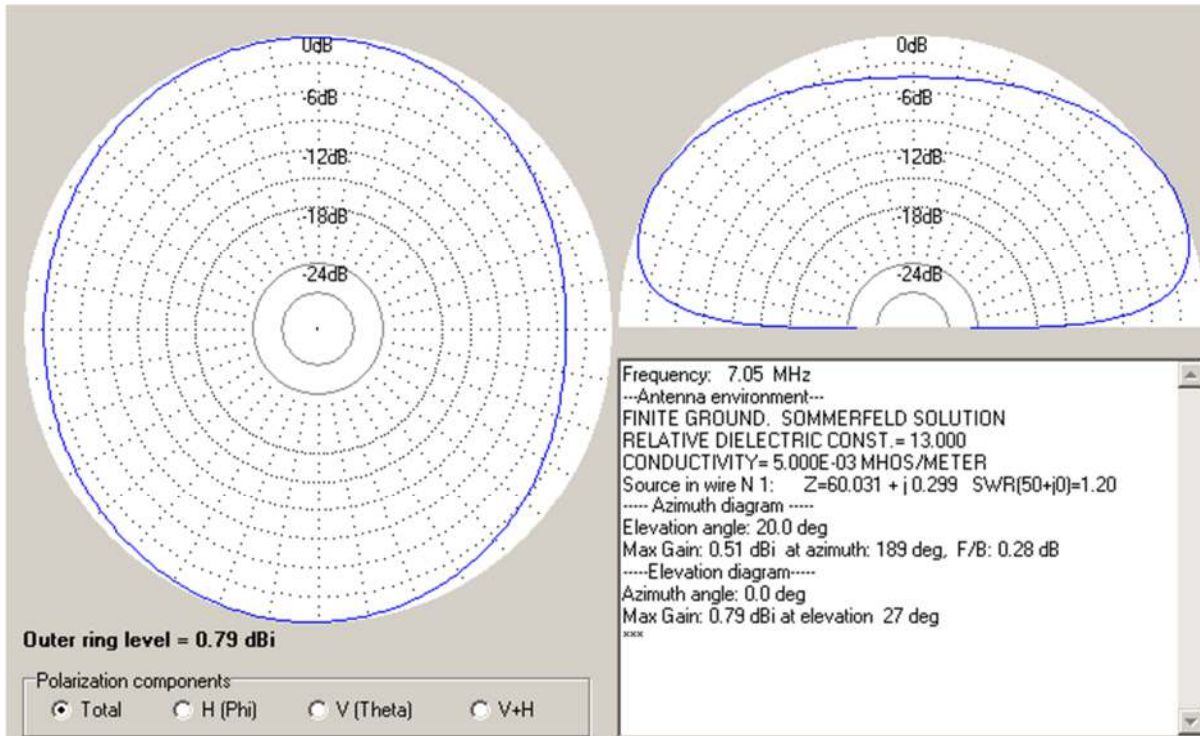 0dB
-6dB
-12dB
-18dB
-24dB
0dB
-6dB
-12dB
-18dB
-24dB
Outer ring level = 0.79 dBi
Polarization components
Total H (Phi) V (Theta) V+H
Frequency: 7.05 MHz
---Antenna environment---
FINITE GROUND. SOMMERFELD SOLUTION
RELATIVE DIELECTRIC CONST.= 13.000
CONDUCTIVITY= 5.000E-03 MHOS/METER
Source in wire N 1: Z=60.031 + j 0.299 SWR(50+j0)=1.20
----- Azimuth diagram -----
Elevation angle: 20.0 deg
Max Gain: 0.51 dBi at azimuth: 189 deg, F/B: 0.28 dB
-----Elevation diagram-----
Azimuth angle: 0.0 deg
Max Gain: 0.79 dBi at elevation 27 deg
***